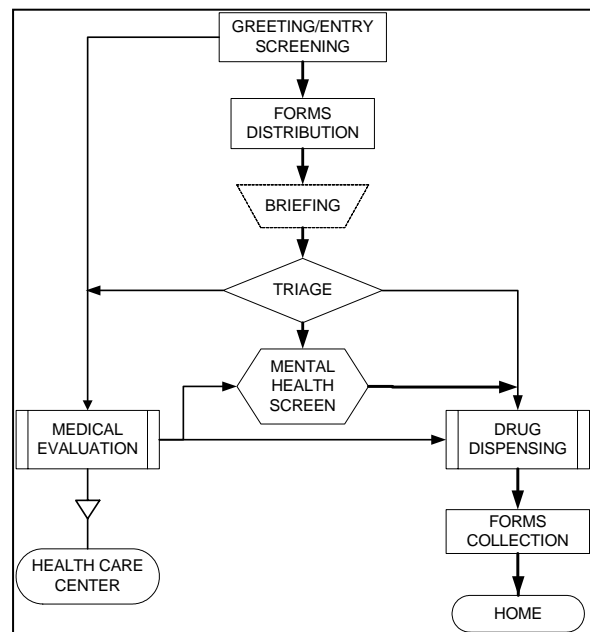 GREETING/ENTRY
SCREENING
FORMS
DISTRIBUTION
BRIEFING
TRIAGE
MENTAL
HEALTH
SCREEN
MEDICAL
EVALUATION
DRUG
DISPENSING
FORMS
COLLECTION
HEALTH CARE
CENTER
HOME